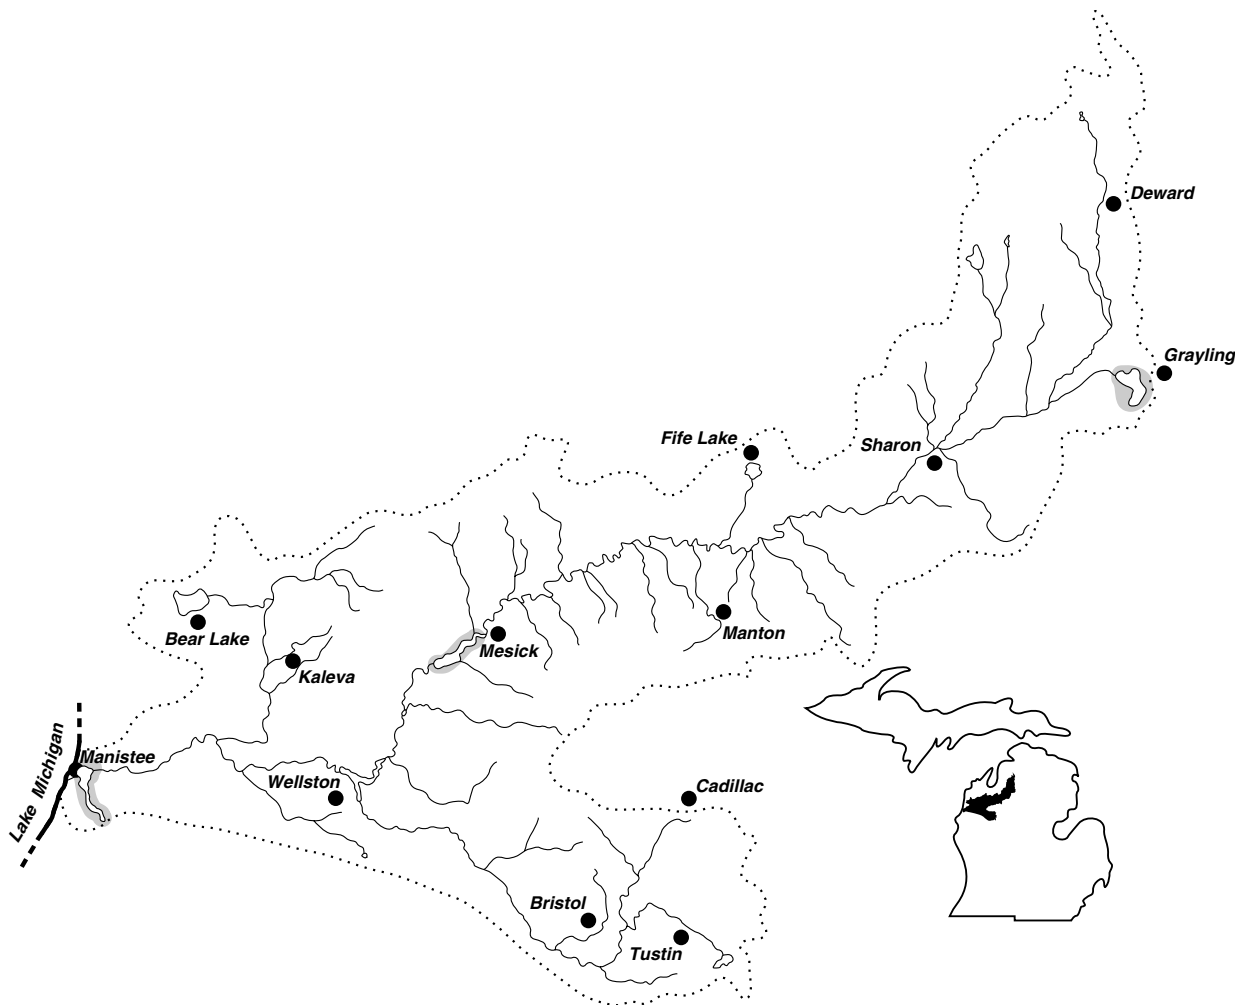 Deward
Grayling
Fife Lake
Sharon
Bear Lake
Mesick
Manton
Kaleva
Lake Michigan
Manistee
Wellston
Cadillac
Bristol
Tustin